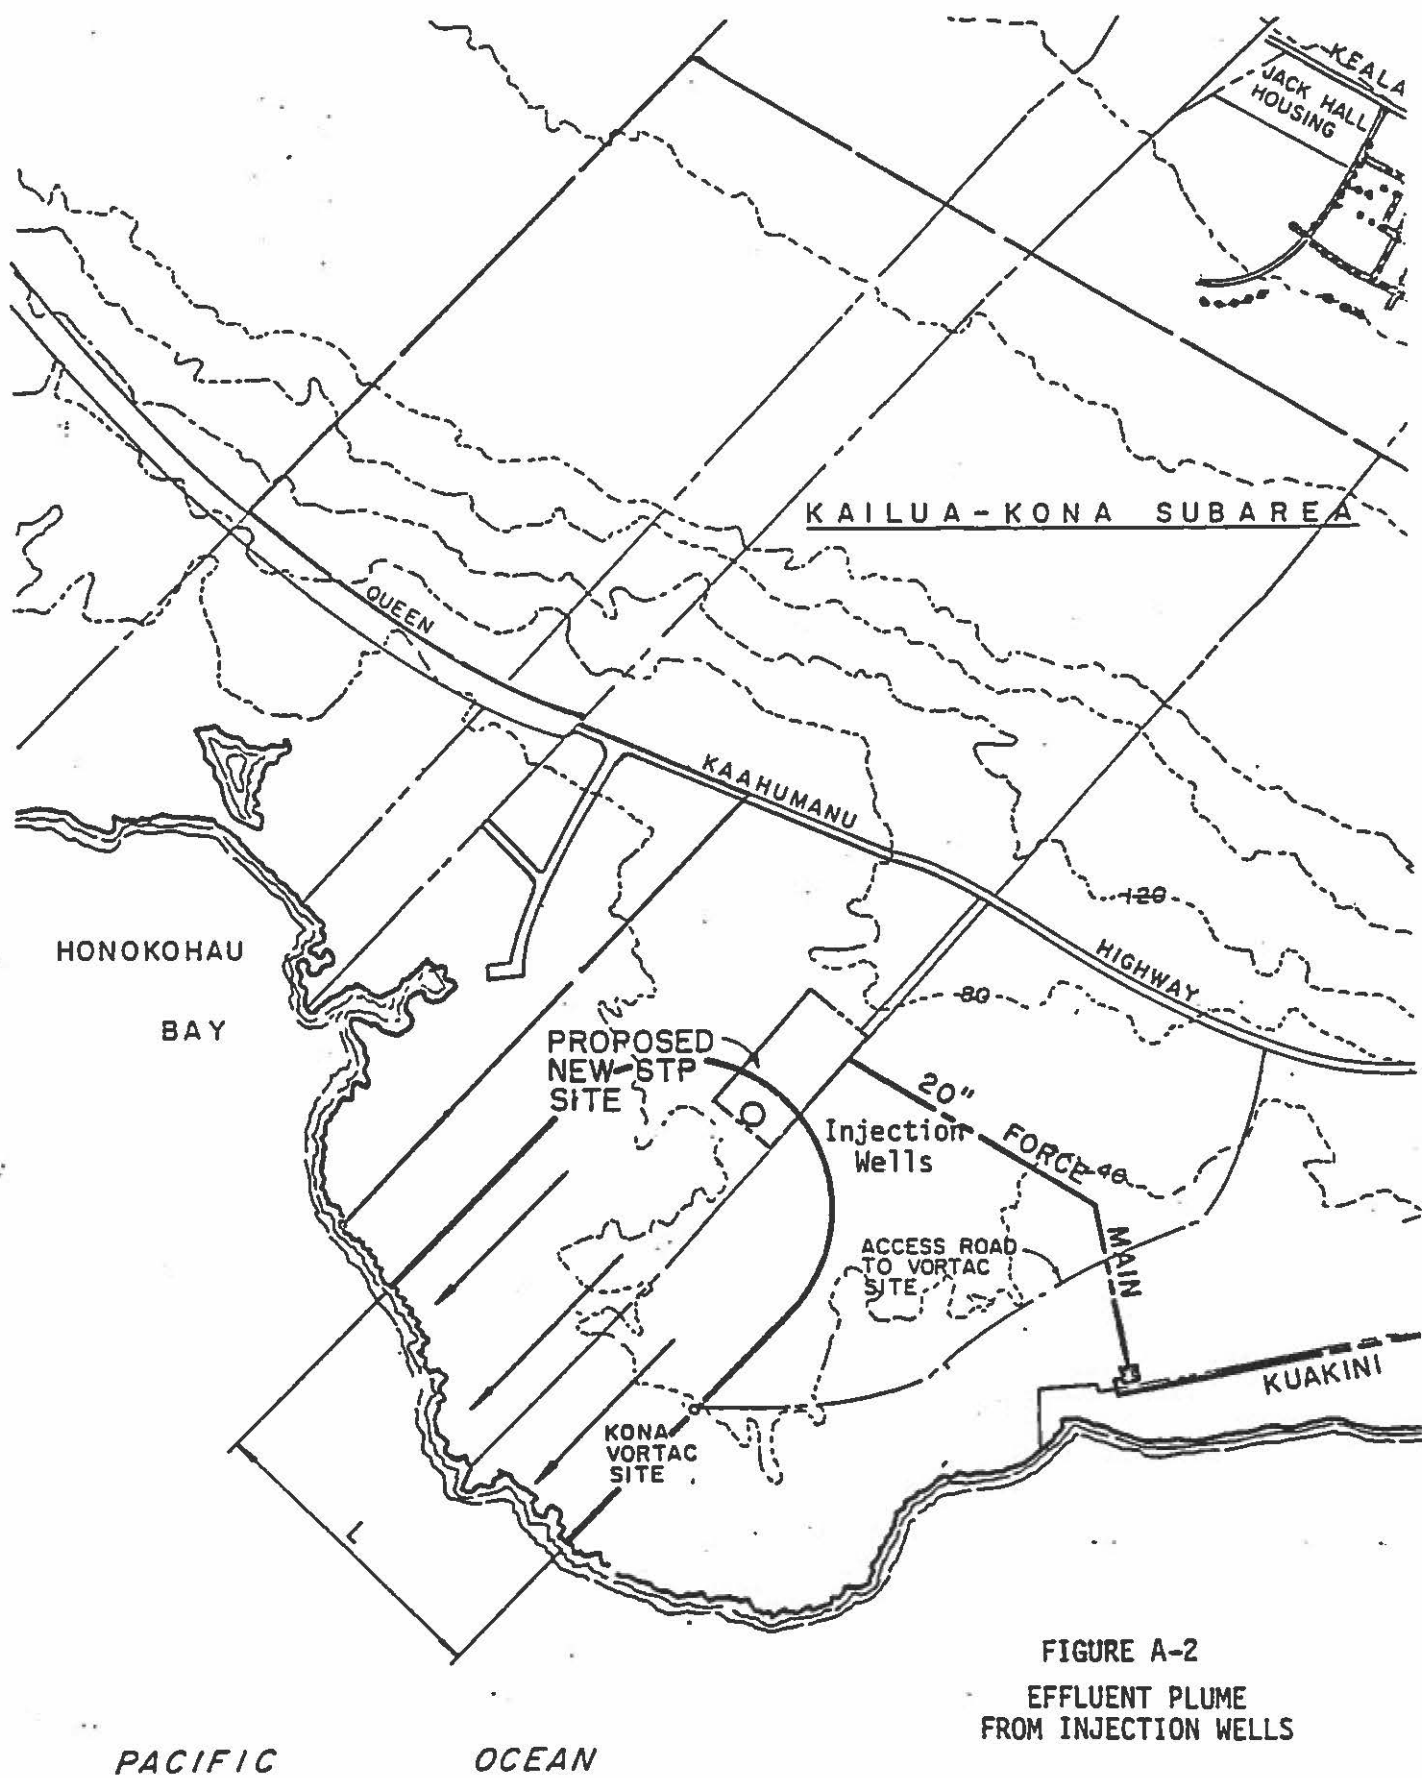 KEALA
JACK HALL
HOUSING
KAILUA-KONA SUBAREA
QUEEN
KAAHUMANU
HIGHWAY
120
80
HONOKOHAU
BAY
PROPOSED
NEW STP
SITE
20"
FORCE
MAIN
Injection
Wells
40
ACCESS ROAD
TO VORTAC
SITE
KUAKINI
KONA
VORTAC
SITE
L
FIGURE A-2
EFFLUENT PLUME
FROM INJECTION WELLS
PACIFIC OCEAN